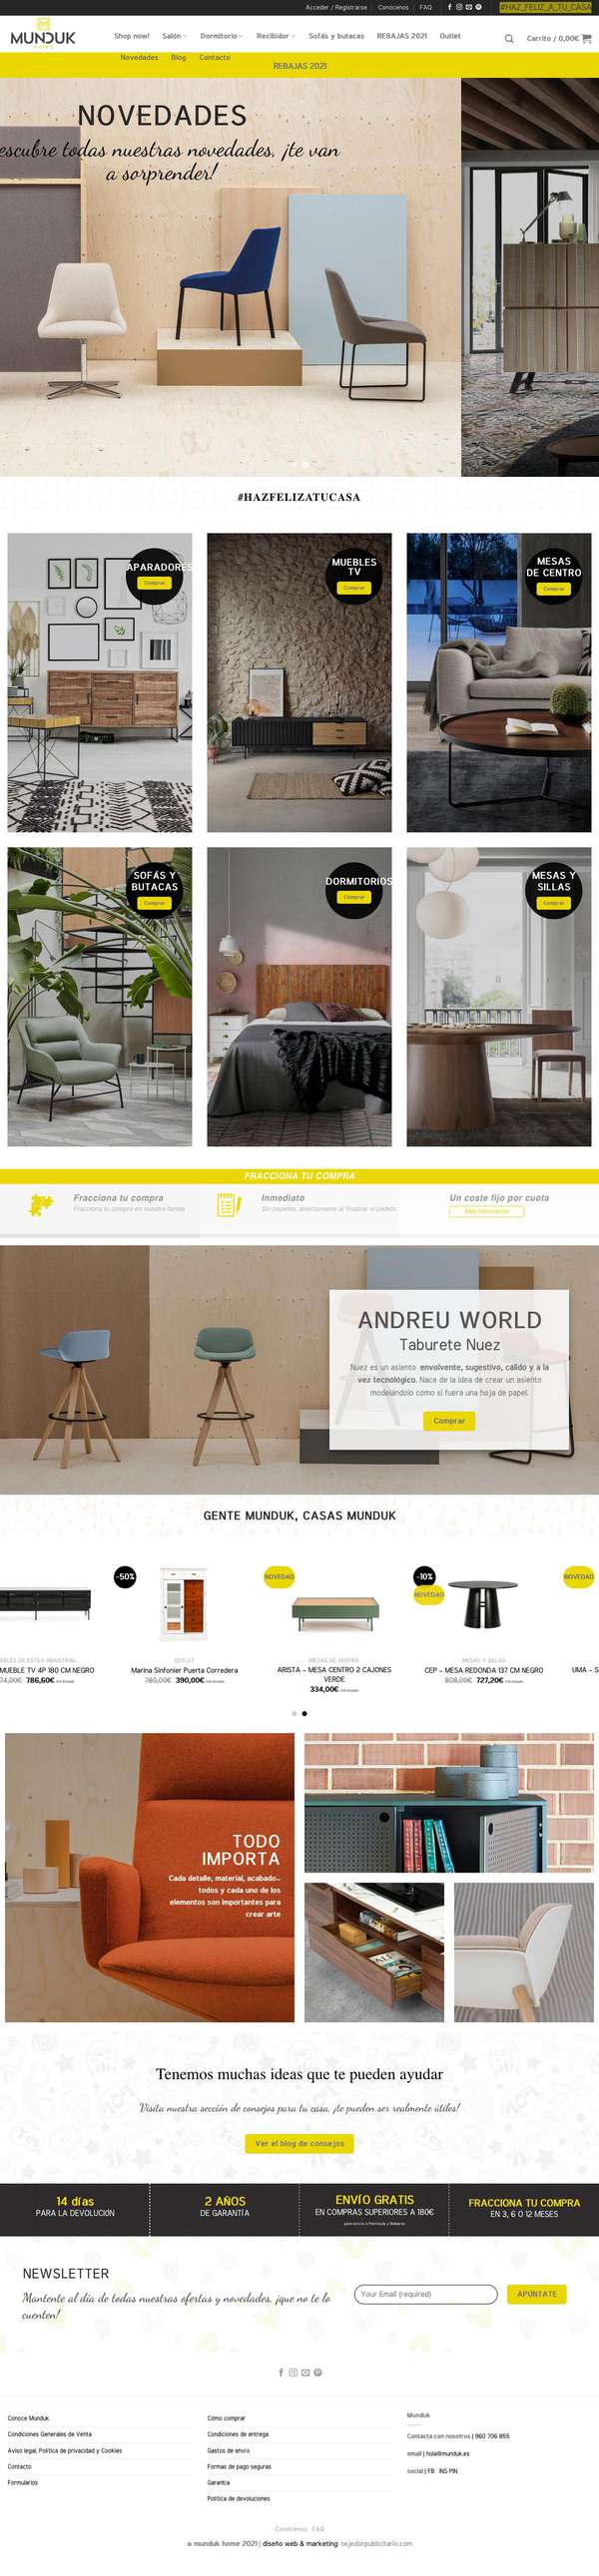 Acceder / Registrarse
Conócenos
FAQ
#HAZ_FELIZ_A_TU_CASA
MUNDUK
HOME
Shop now!
Salón
Dormitorio
Recibidor
Sofás y butacas
REBAJAS 2021
Outlet
Carrito / 0,00€
Novedades
Blog
Contacto
REBAJAS 2021
NOVEDADES
escubre todas nuestras novedades, ¡te van
a sorprender!
#HAZFELIZATUCASA
APARADORES
Comprar
MUEBLES
TV
Comprar
MESAS
DE CENTRO
Comprar
SOFÁS Y
BUTACAS
Comprar
DORMITORIOS
Comprar
MESAS Y
SILLAS
Comprar
FRACCIONA TU COMPRA
Fracciona tu compra
Fracciona tu compra en nuestra tienda
Inmediato
Sin papeles, directamente al finalizar el pedido
Un coste fijo por cuota
Más información
ANDREU WORLD
Taburete Nuez
Nuez es un asiento envolvente, sugestivo, cálido y a la
vez tecnológico. Nace de la idea de crear un asiento
modelándolo como si fuera una hoja de papel.
Comprar
GENTE MUNDUK, CASAS MUNDUK
EBLES DE ESTILO INDUSTRIAL
MUEBLE TV 4P 180 CM NEGRO
74,00€ 786,60€
-50%
OUTLET
Marina Sinfonier Puerta Corredera
780,00€ 390,00€
NOVEDAD
MESAS DE CENTRO
ARISTA – MESA CENTRO 2 CAJONES
VERDE
334,00€
-10%
NOVEDAD
MESAS Y SILLAS
CEP – MESA REDONDA 137 CM NEGRO
808,00€ 727,20€
NOVEDAD
UMA – S
TODO
IMPORTA
Cada detalle, material, acabado…
todos y cada uno de los
elementos son importantes para
crear arte
Tenemos muchas ideas que te pueden ayudar
Visita nuestra sección de consejos para tu casa, ¡te pueden ser realmente útiles!
Ver el blog de consejos
14 días
PARA LA DEVOLUCIÓN
2 AÑOS
DE GARANTÍA
ENVÍO GRATIS
EN COMPRAS SUPERIORES A 180€
para envíos a Península y Baleares
FRACCIONA TU COMPRA
EN 3, 6 O 12 MESES
NEWSLETTER
Mantente al día de todas nuestras ofertas y novedades, ¡que no te lo
cuenten!
Your Email (required)
APÚNTATE
Conoce Munduk
Condiciones Generales de Venta
Aviso legal, Política de privacidad y Cookies
Contacto
Formularios
Cómo comprar
Condiciones de entrega
Gastos de envío
Formas de pago seguras
Garantía
Política de devoluciones
Munduk
Contacta con nosotros | 960 706 855
email | hola@munduk.es
social | FB INS PIN
Conócenos FAQ
© munduk home 2021 | diseño web & marketing: tejedorpublicitario.com